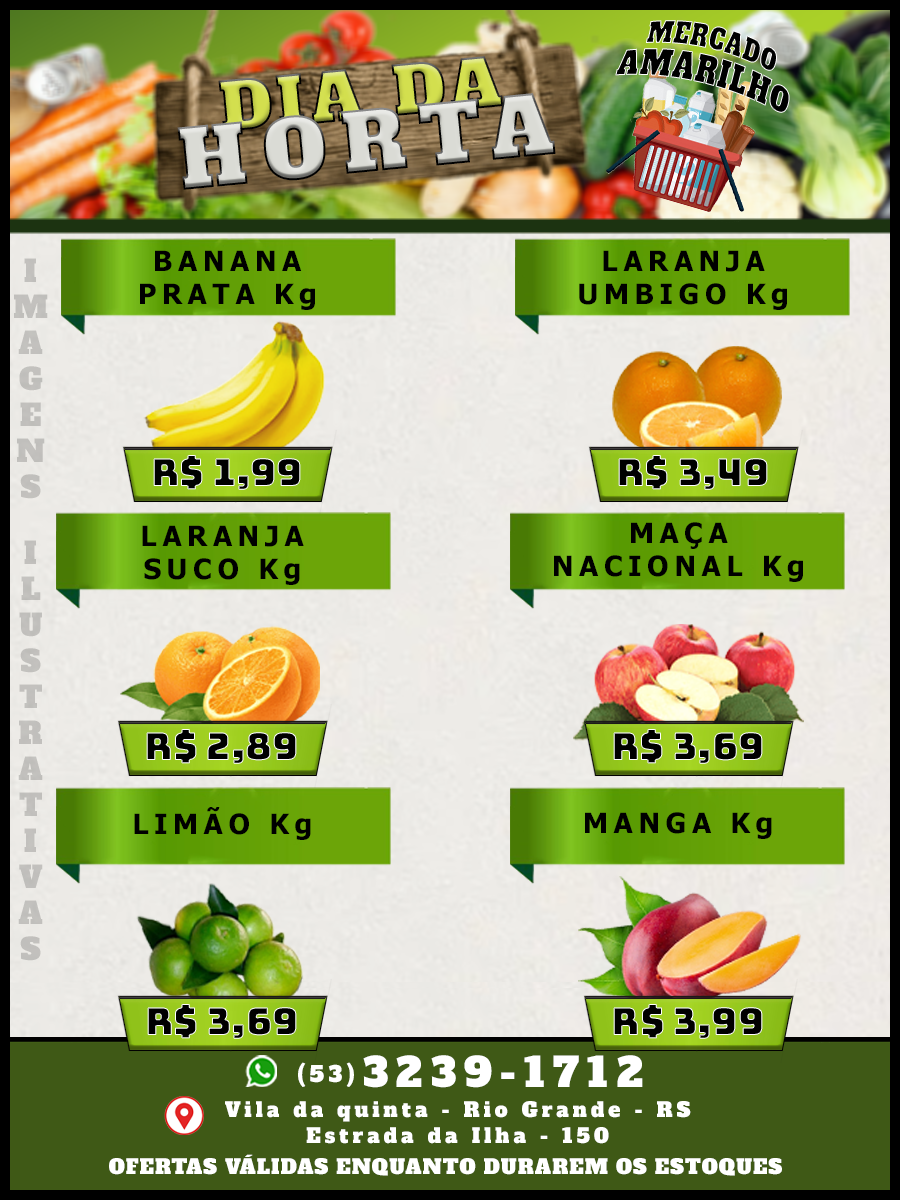 DIA DA
HORTA
MERCADO
AMARILHO
IMAGENS ILUSTRATIVAS
BANANA
PRATA Kg
R$ 1,99
LARANJA
UMBIGO Kg
R$ 3,49
LARANJA
SUCO Kg
R$ 2,89
MAÇA
NACIONAL Kg
R$ 3,69
LIMÃO Kg
R$ 3,69
MANGA Kg
R$ 3,99
(53) 3239-1712
Vila da quinta - Rio Grande - RS
Estrada da Ilha - 150
OFERTAS VÁLIDAS ENQUANTO DURAREM OS ESTOQUES